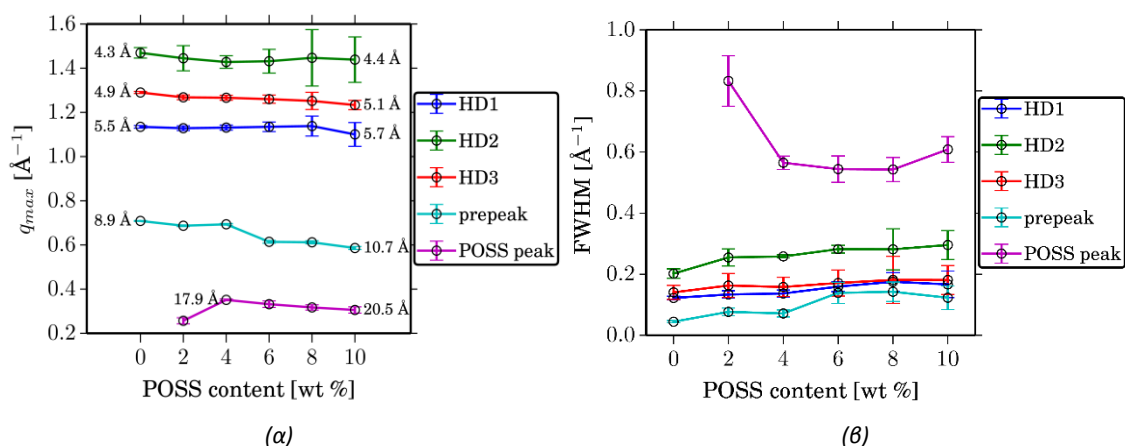 1.6
1.4
1.2
1.0
0.8
0.6
0.4
0.2
q_max [Å⁻¹]
4.3 Å
4.4 Å
4.9 Å
5.1 Å
5.5 Å
5.7 Å
8.9 Å
10.7 Å
17.9 Å
20.5 Å
0 2 4 6 8 10
POSS content [wt %]
HD1
HD2
HD3
prepeak
POSS peak
(α)
1.0
0.8
0.6
0.4
0.2
0.0
FWHM [Å⁻¹]
0 2 4 6 8 10
POSS content [wt %]
HD1
HD2
HD3
prepeak
POSS peak
(β)